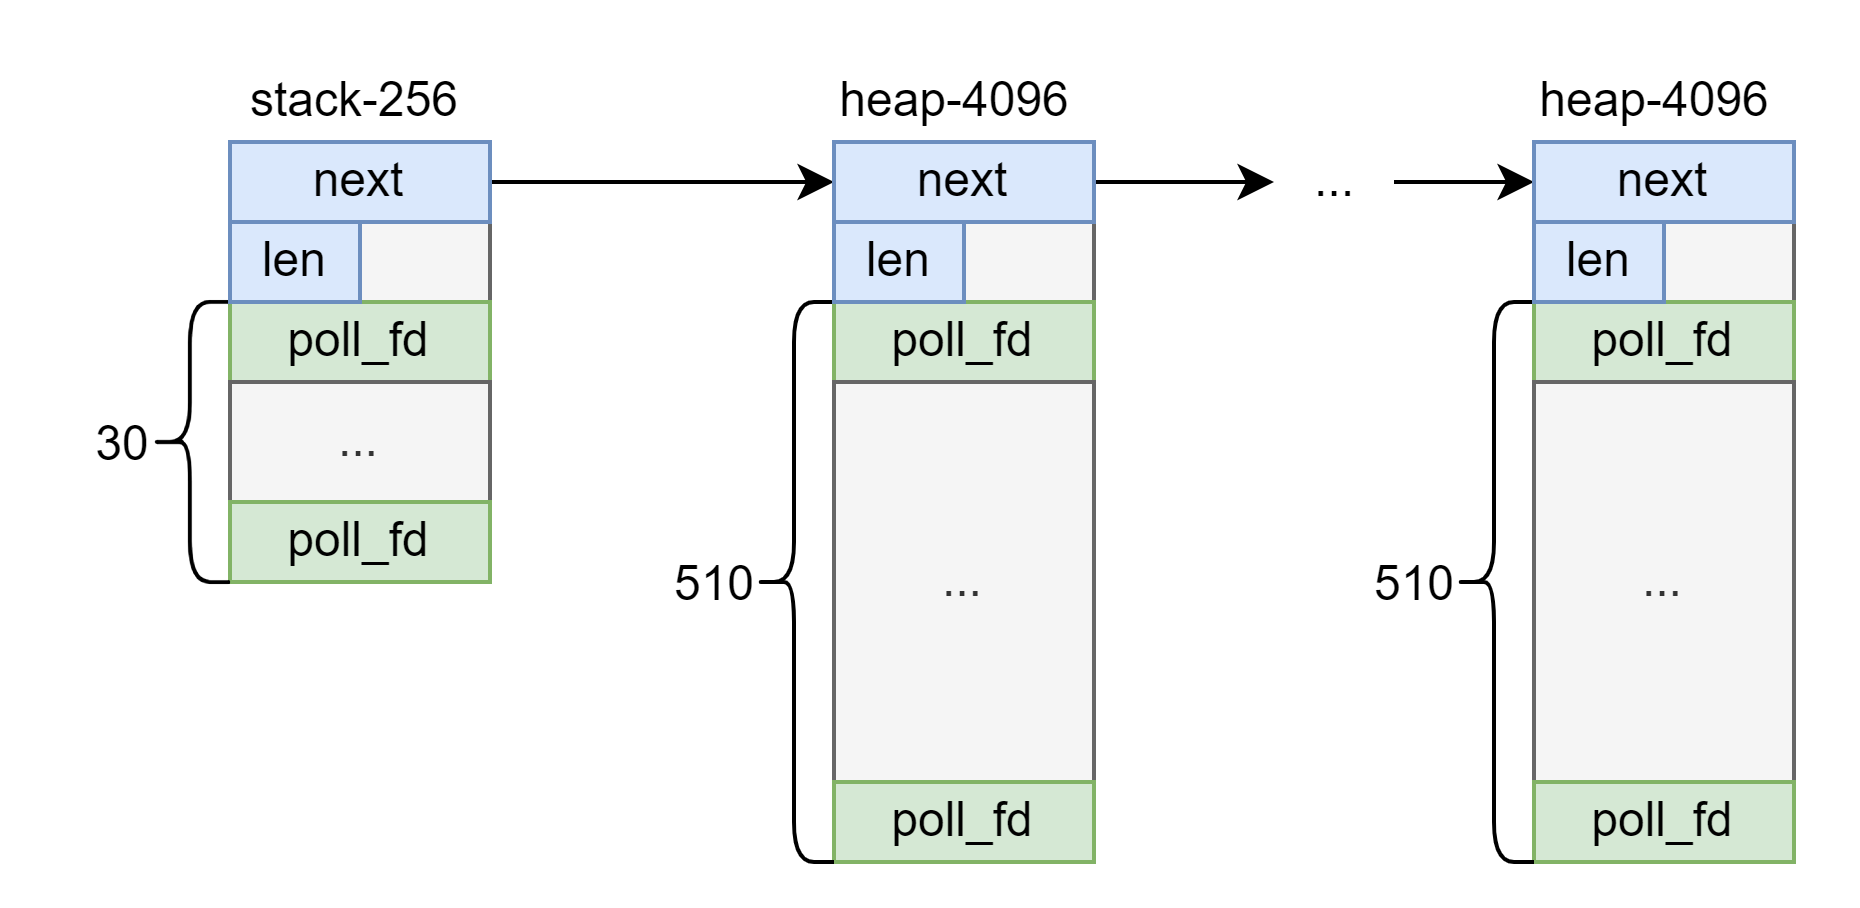 stack-256
next
len
poll_fd
...
poll_fd
30
heap-4096
next
len
poll_fd
...
poll_fd
510
...
heap-4096
next
len
poll_fd
...
poll_fd
510